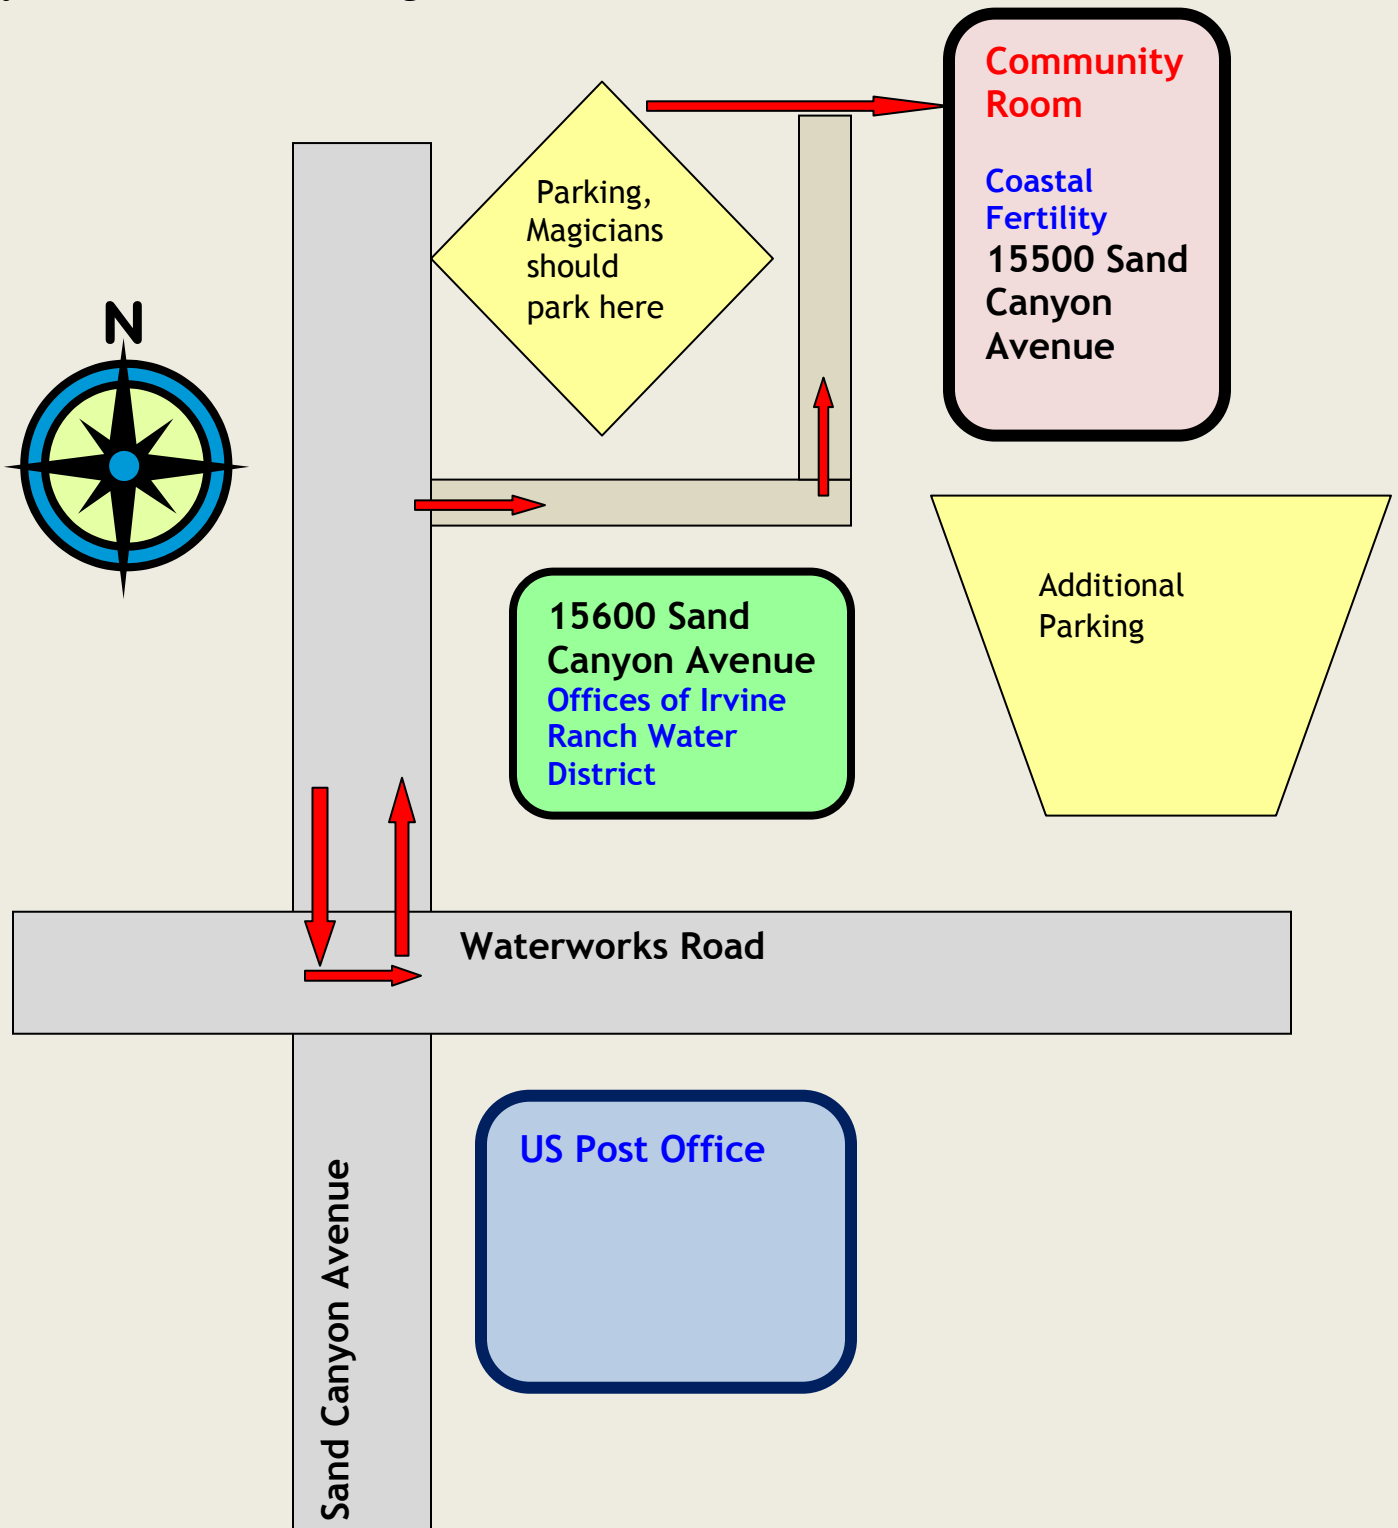 Community
Room
Coastal
Fertility
15500 Sand
Canyon
Avenue
Parking,
Magicians
should
park here
N
Additional
Parking
15600 Sand
Canyon Avenue
Offices of Irvine
Ranch Water
District
Waterworks Road
US Post Office
Sand Canyon Avenue